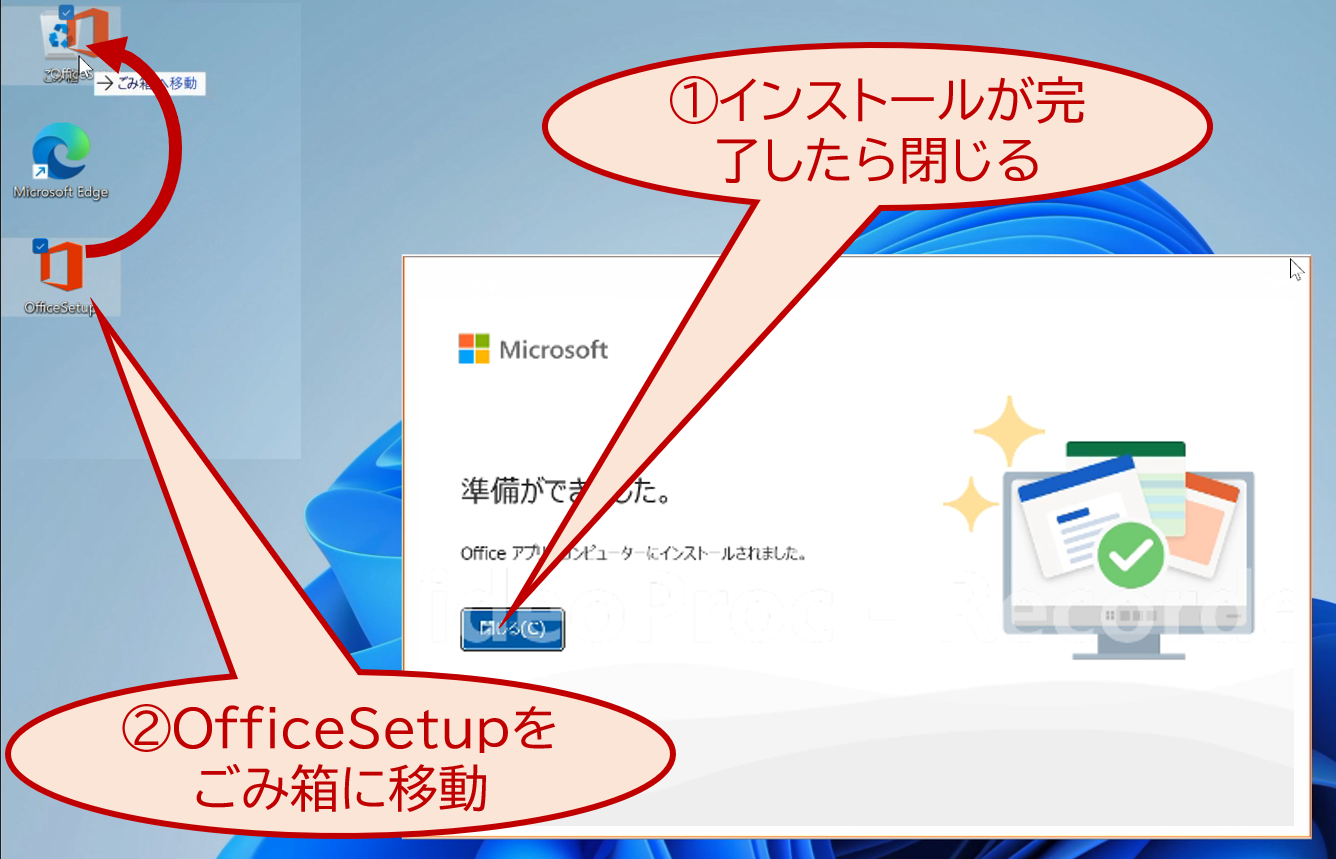 ごみ箱
→ごみ箱へ移動
Microsoft Edge
OfficeSetup
①インストールが完
了したら閉じる
Microsoft
準備ができました。
Office アプリ コンピューターにインストールされました。
閉じる(C)
②OfficeSetupを
ごみ箱に移動